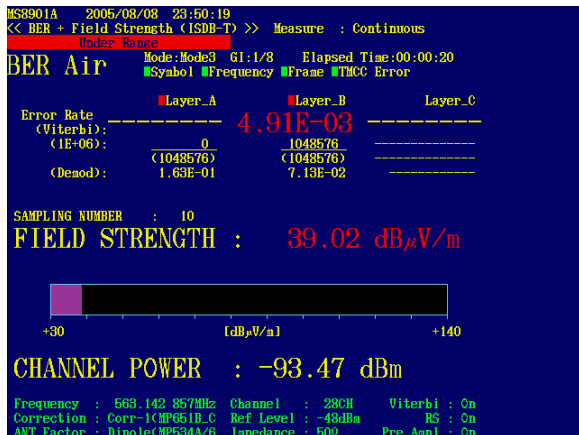 MS8901A 2005/08/08 23:50:19
<< BER + Field Strength (ISDB-T) >> Measure : Continuous
Under Range
BER Air Mode:Mode3 GI:1/8 Elapsed Time:00:00:20
Symbol Frequency Frame TMCC Error
Layer_A Layer_B Layer_C
Error Rate
(Viterbi): --------- 4.91E-03 ---------
(1E+06): 0 1048576 -------------
(1048576) (1048576) -------------
(Demod): 1.63E-01 7.13E-02 -------------
SAMPLING NUMBER : 10
FIELD STRENGTH : 39.02 dBμV/m
+30 [dBμV/m] +140
CHANNEL POWER : -93.47 dBm
Frequency : 563.142 857MHz Channel : 28CH Viterbi : On
Correction : Corr-1(MP651B_C Ref Level : -48dBm RS : On
ANT Factor : Dipole(MP534A/6 Impedance : 50Ω Pre Ampl : On